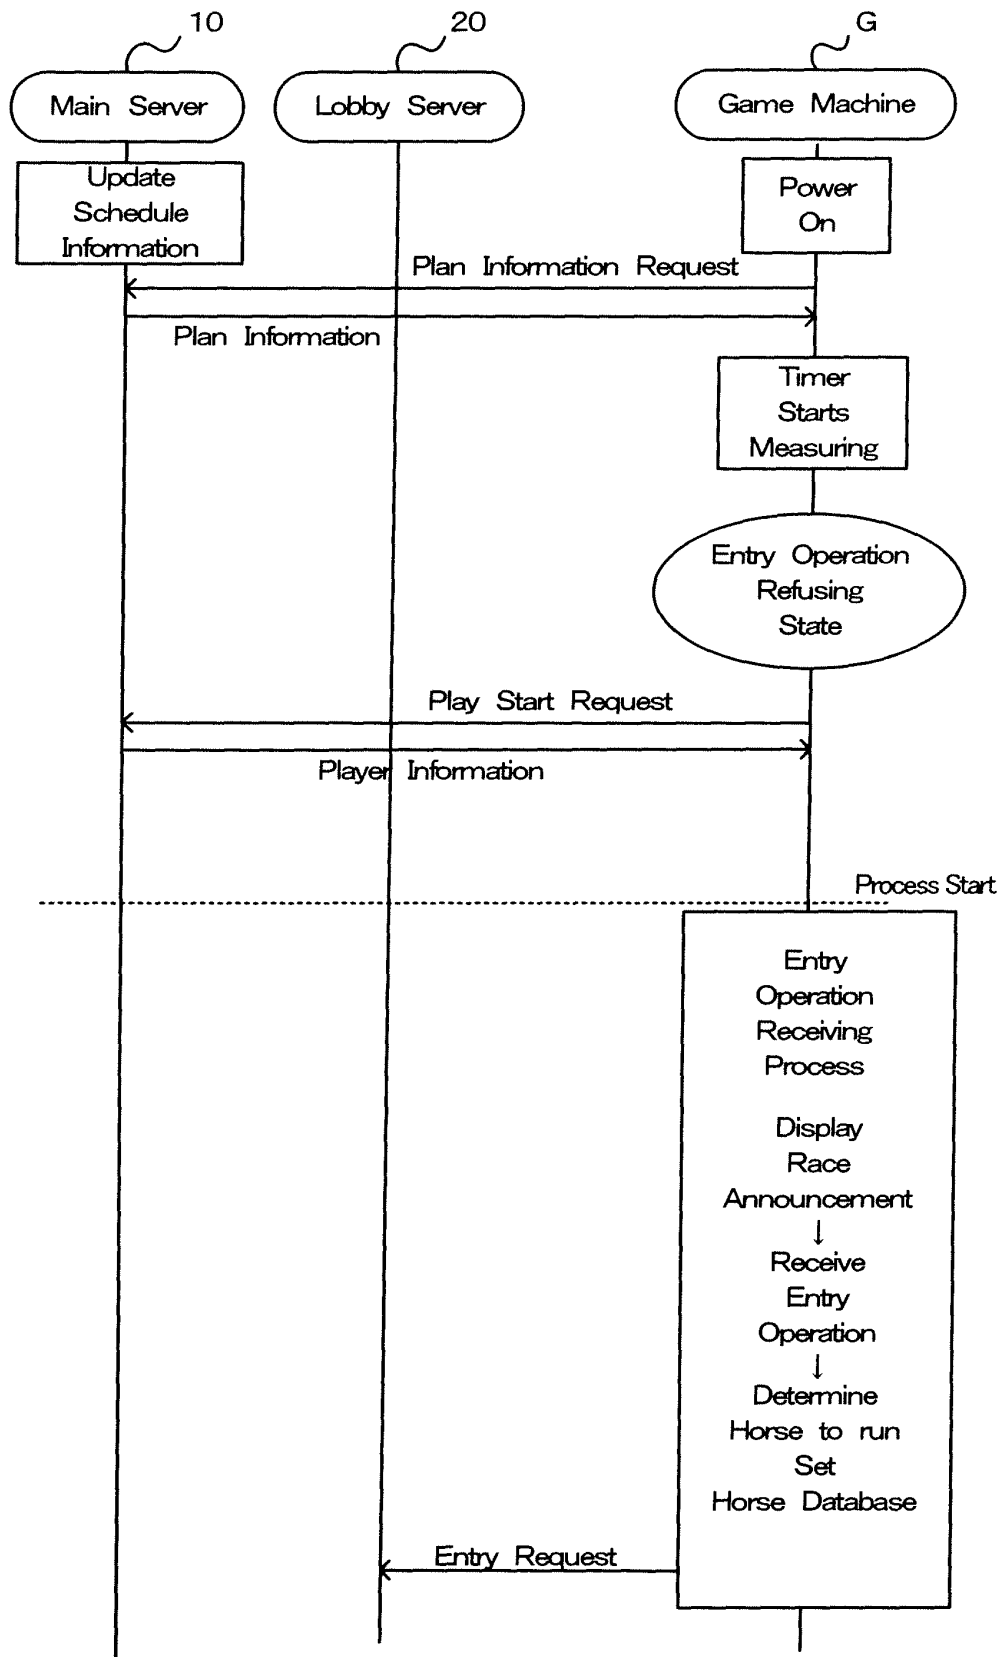 10
20
G
Main Server
Lobby Server
Game Machine
Update
Schedule
Information
Power
On
Plan Information Request
Plan Information
Timer
Starts
Measuring
Entry Operation
Refusing
State
Play Start Request
Player Information
Process Start
Entry
Operation
Receiving
Process
Display
Race
Announcement
↓
Receive
Entry
Operation
↓
Determine
Horse to run
Set
Horse Database
Entry Request